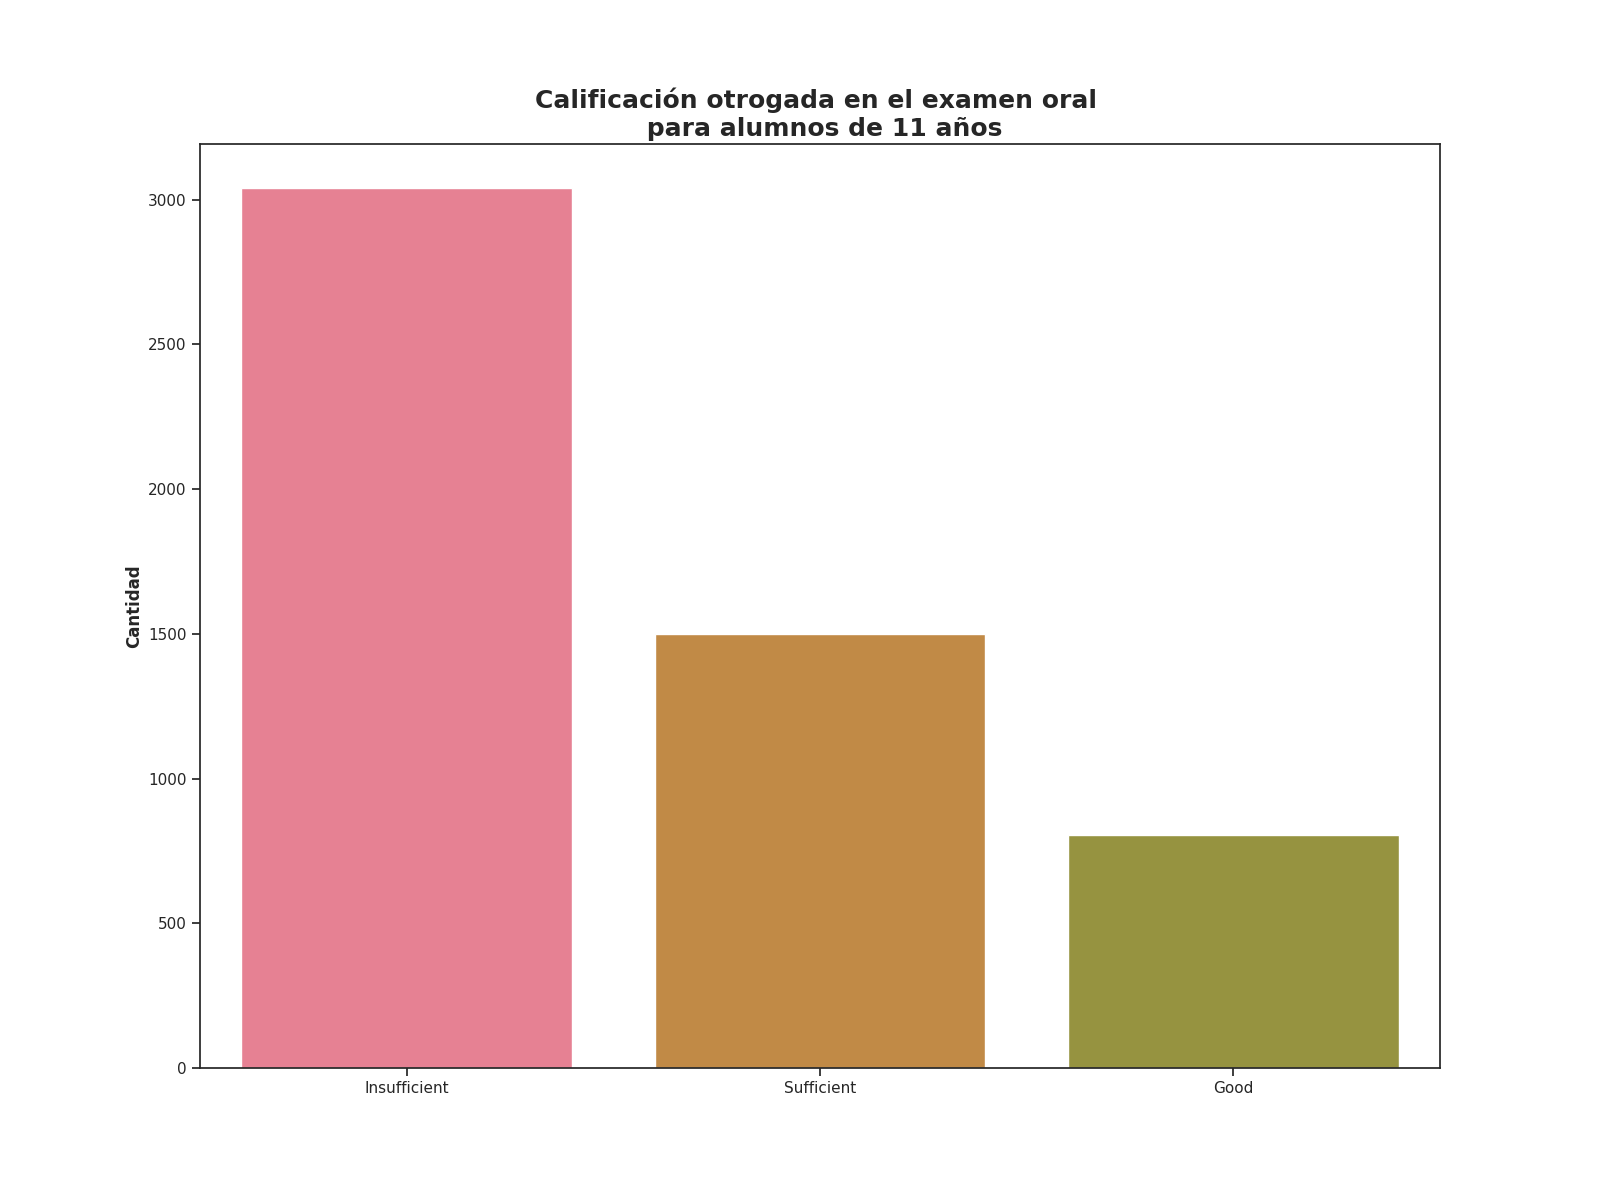 Calificación otrogada en el examen oral
para alumnos de 11 años
3000
2500
2000
1500
1000
500
0
Cantidad
Insufficient
Sufficient
Good